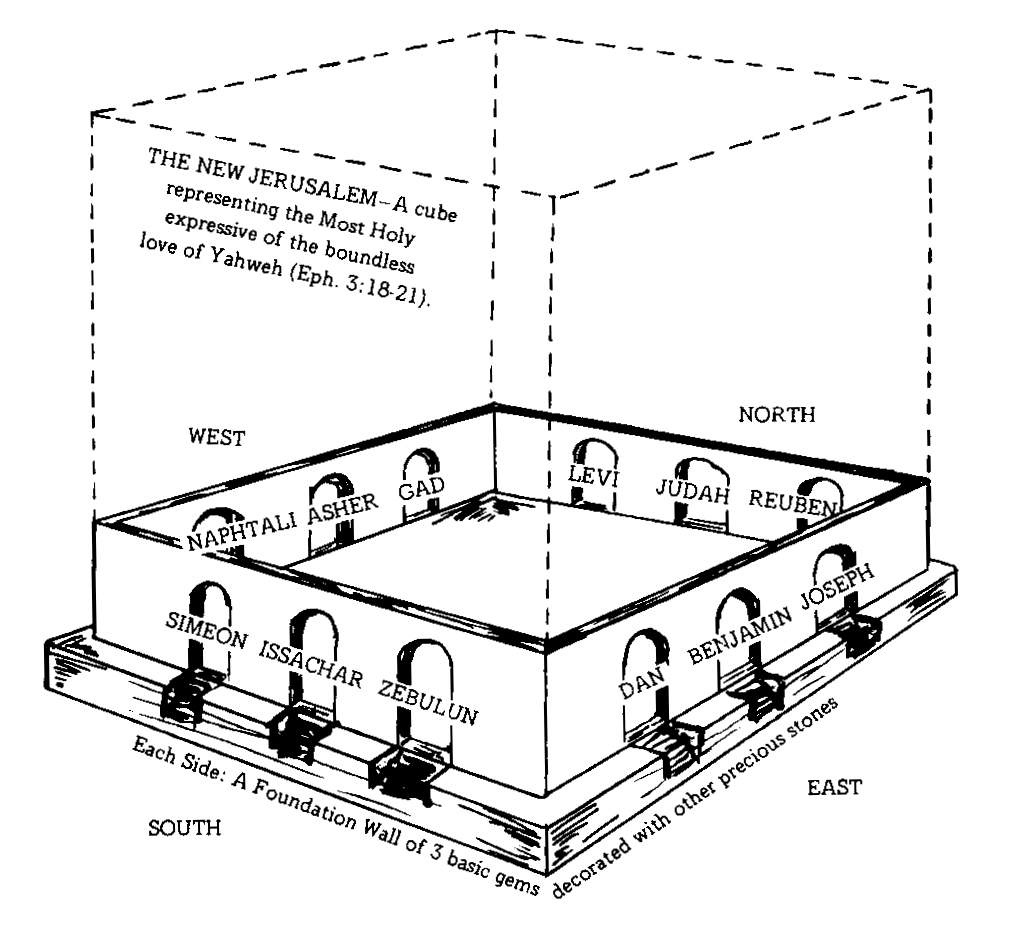 THE NEW JERUSALEM–A cube
representing the Most Holy
expressive of the boundless
love of Yahweh (Eph. 3:18-21).
NORTH
WEST
NAPHTALI ASHER GAD
LEVI JUDAH REUBEN
SIMEON ISSACHAR ZEBULUN
DAN BENJAMIN JOSEPH
Each Side: A Foundation Wall of 3 basic gems decorated with other precious stones
EAST
SOUTH